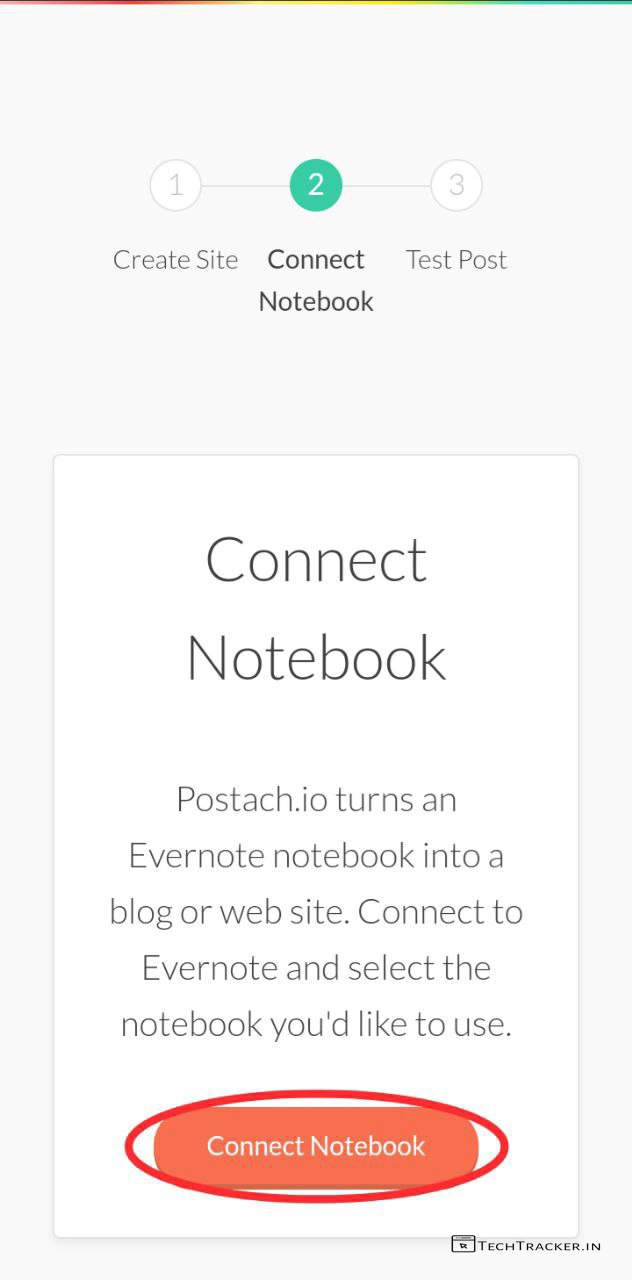 1 2 3
Create Site Connect Test Post
Notebook
Connect
Notebook
Postach.io turns an
Evernote notebook into a
blog or web site. Connect to
Evernote and select the
notebook you'd like to use.
Connect Notebook
TECHTRACKER.IN